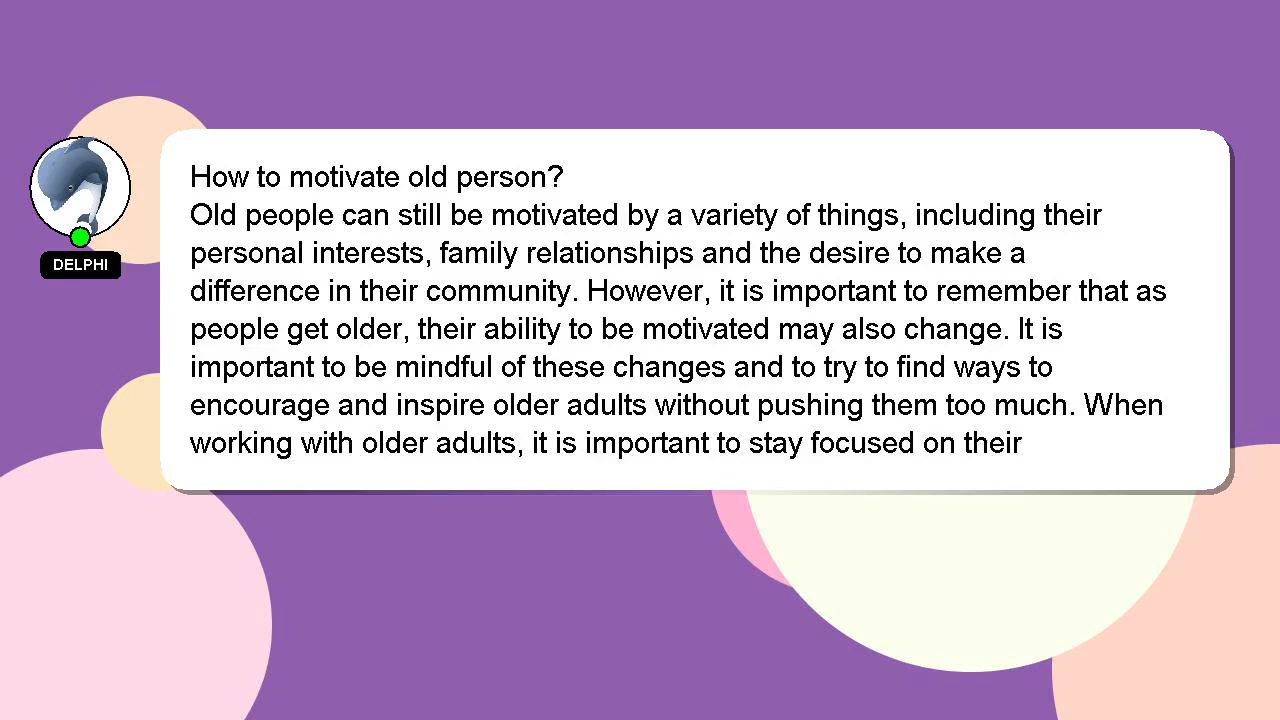 DELPHI
How to motivate old person?
Old people can still be motivated by a variety of things, including their
personal interests, family relationships and the desire to make a
difference in their community. However, it is important to remember that as
people get older, their ability to be motivated may also change. It is
important to be mindful of these changes and to try to find ways to
encourage and inspire older adults without pushing them too much. When
working with older adults, it is important to stay focused on their